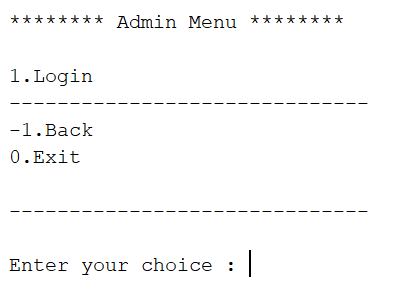 ******** Admin Menu ********
1.Login
------------------------------
-1.Back
0.Exit
------------------------------
Enter your choice :